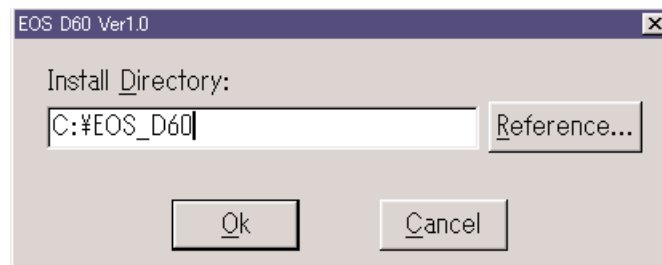 EOS D60 Ver1.0
Install Directory:
C:¥EOS_D60
Reference...
Ok
Cancel